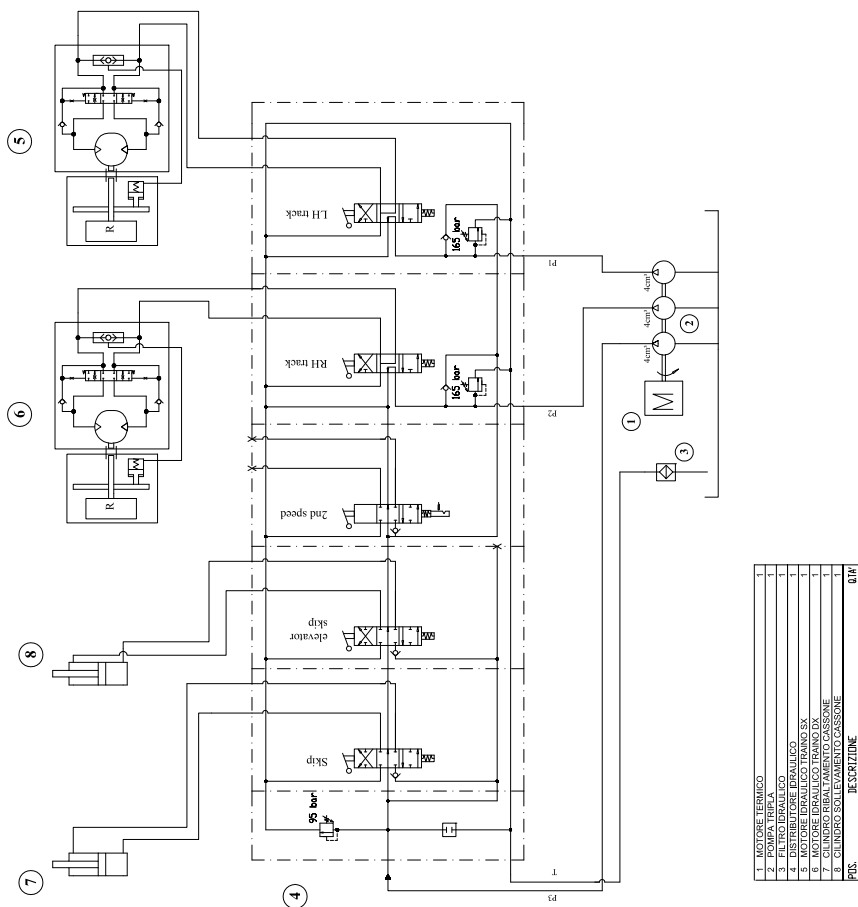 5
R
6
R
8
7
4
LH track
165 bar
RH track
165 bar
2nd speed
elevator
skip
Skip
95 bar
P1
P2
T
P3
4cm³
4cm³
4cm³
2
M
1
3
1 MOTORE TERMICO 1
2 POMPA TRIPLA 1
3 FILTRO IDRAULICO 1
4 DISTRIBUTORE IDRAULICO 1
5 MOTORE IDRAULICO TRAINO SX 1
6 MOTORE IDRAULICO TRAINO DX 1
7 CILINDRO RIBALTAMENTO CASSONE 1
8 CILINDRO SOLLEVAMENTO CASSONE 1
POS. DESCRIZIONE Q.TA'